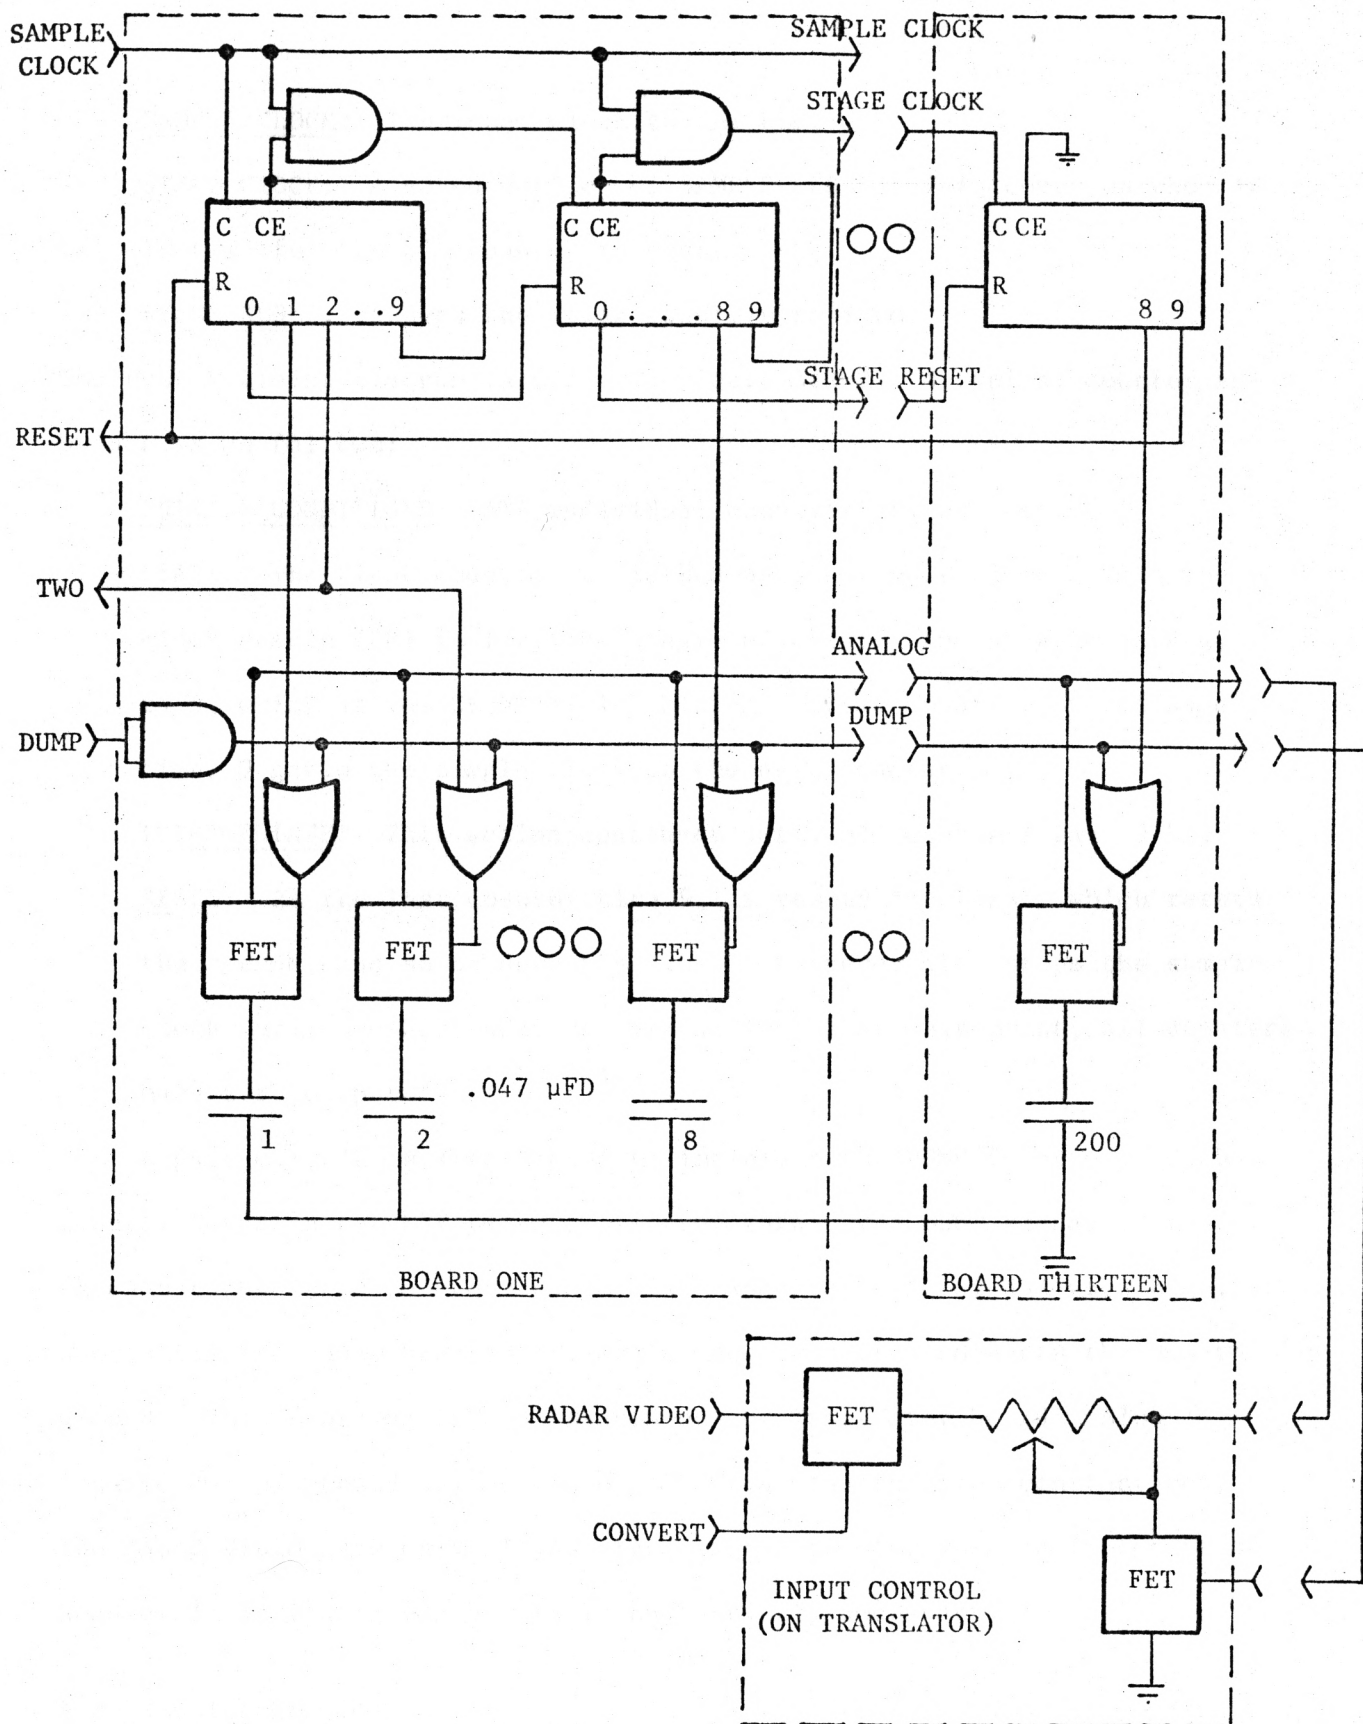 SAMPLE
CLOCK
SAMPLE CLOCK
STAGE CLOCK
C CE
R
0 1 2..9
C CE
R
0...89
C CE
R
8 9
STAGE RESET
RESET
TWO
ANALOG
DUMP
DUMP
FET
FET
FET
FET
.047 µFD
1
2
8
200
BOARD ONE
BOARD THIRTEEN
RADAR VIDEO
FET
CONVERT
FET
INPUT CONTROL
(ON TRANSLATOR)